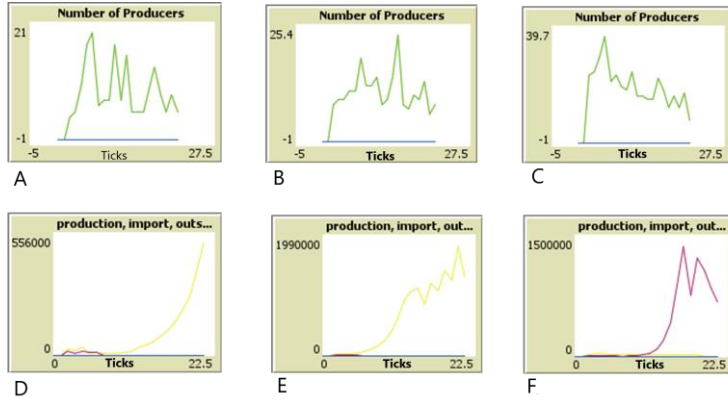 Number of Producers
21
-1
-5
Ticks
27.5
A
Number of Producers
25.4
-1
-5
Ticks
27.5
B
Number of Producers
39.7
-1
-5
Ticks
27.5
C
production, import, outs...
556000
0
0
Ticks
22.5
D
production, import, out...
1990000
0
0
Ticks
22.5
E
production, import, out...
1500000
0
0
Ticks
22.5
F